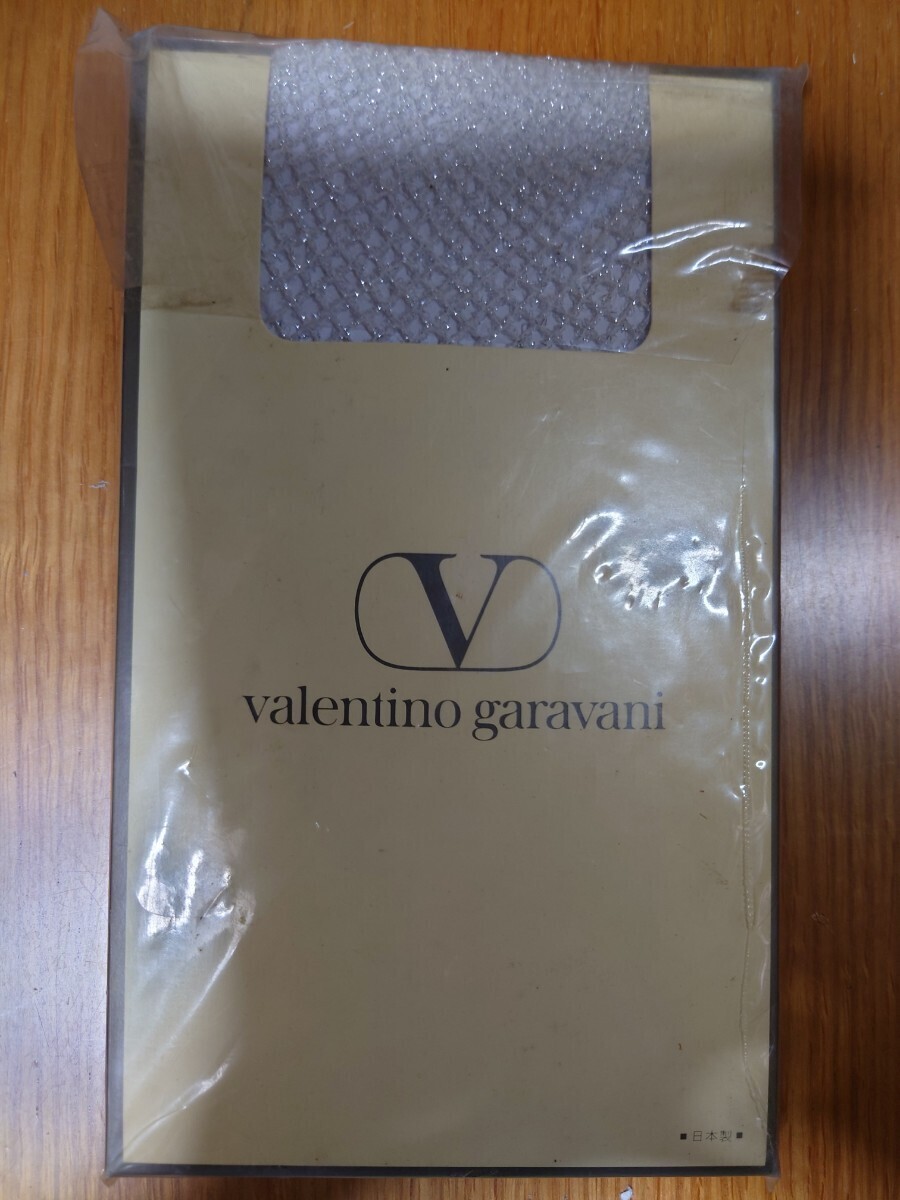 V
valentino garavani
■日本製■